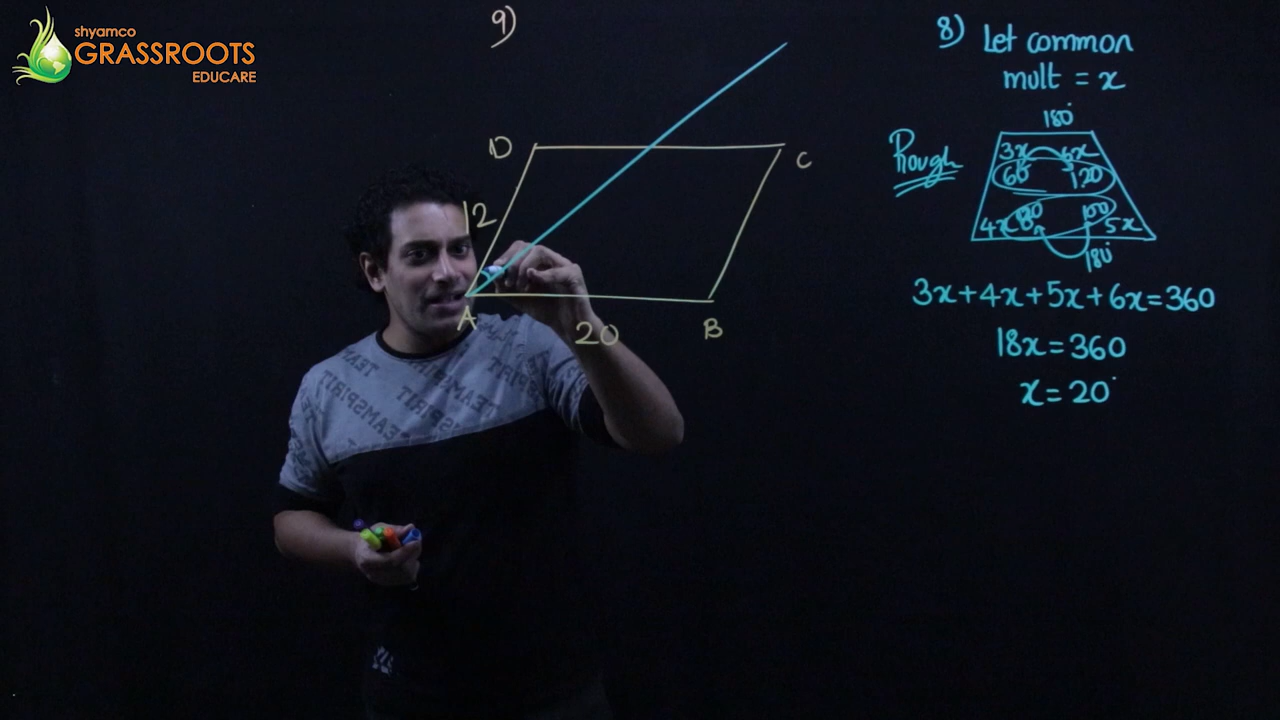 shyamco
GRASSROOTS
EDUCARE
9)
D
C
12
A
20
B
8) Let common
mult = x
Rough
180°
3x 6x
60 120
4x 80 100 5x
180°
3x+4x+5x+6x=360
18x=360
x=20°
TEAMSPIRIT